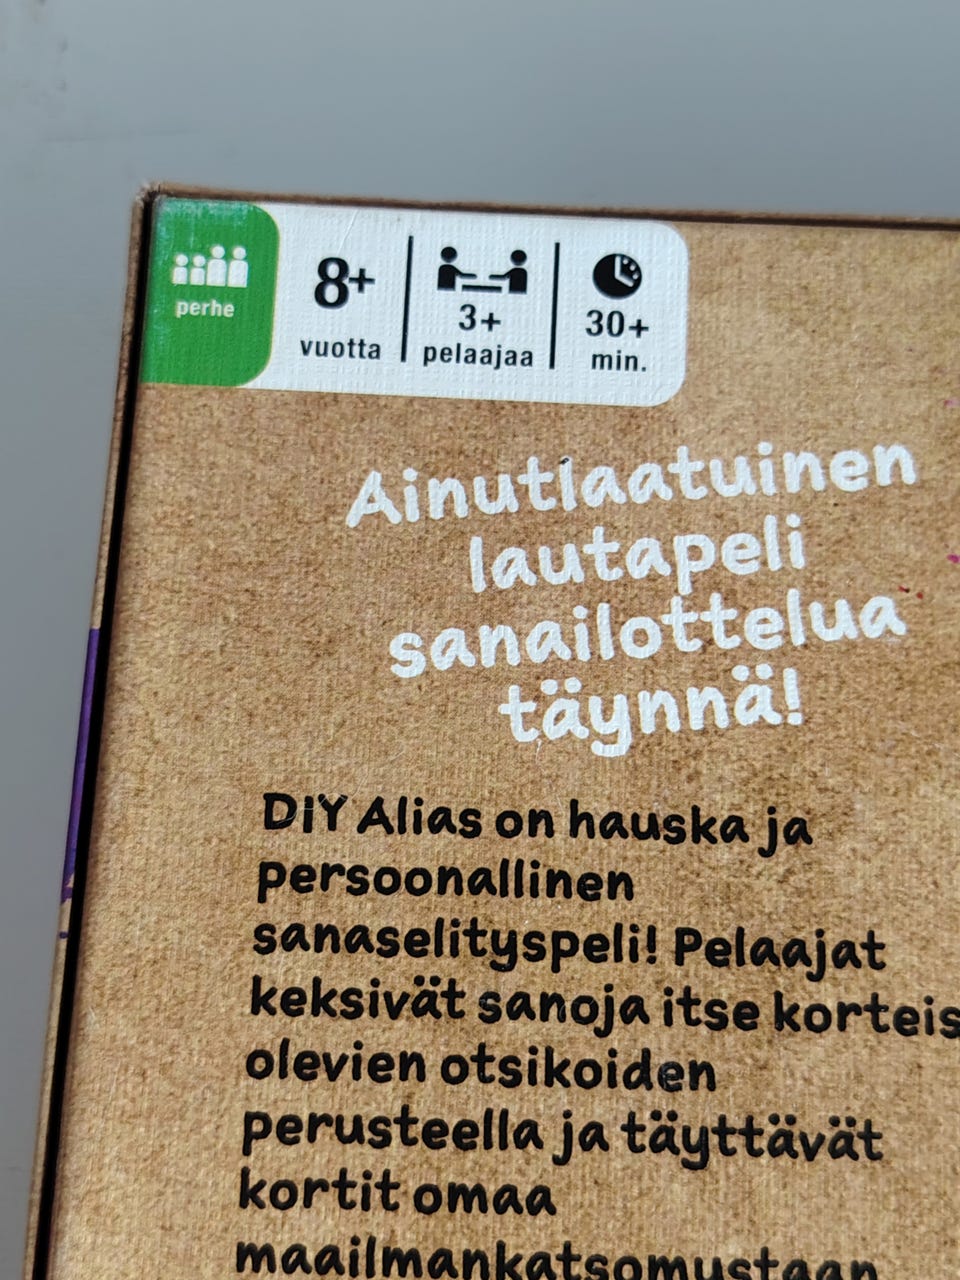 perhe
8+
vuotta
3+
pelaajaa
30+
min.
Ainutlaatuinen
lautapeli
sanailottelua
täynnä!
DIY Alias on hauska ja
persoonallinen
sanaselityspeli! Pelaajat
keksivät sanoja itse korteis
olevien otsikoiden
perusteella ja täyttävät
kortit omaa
maailmankatsomustaan